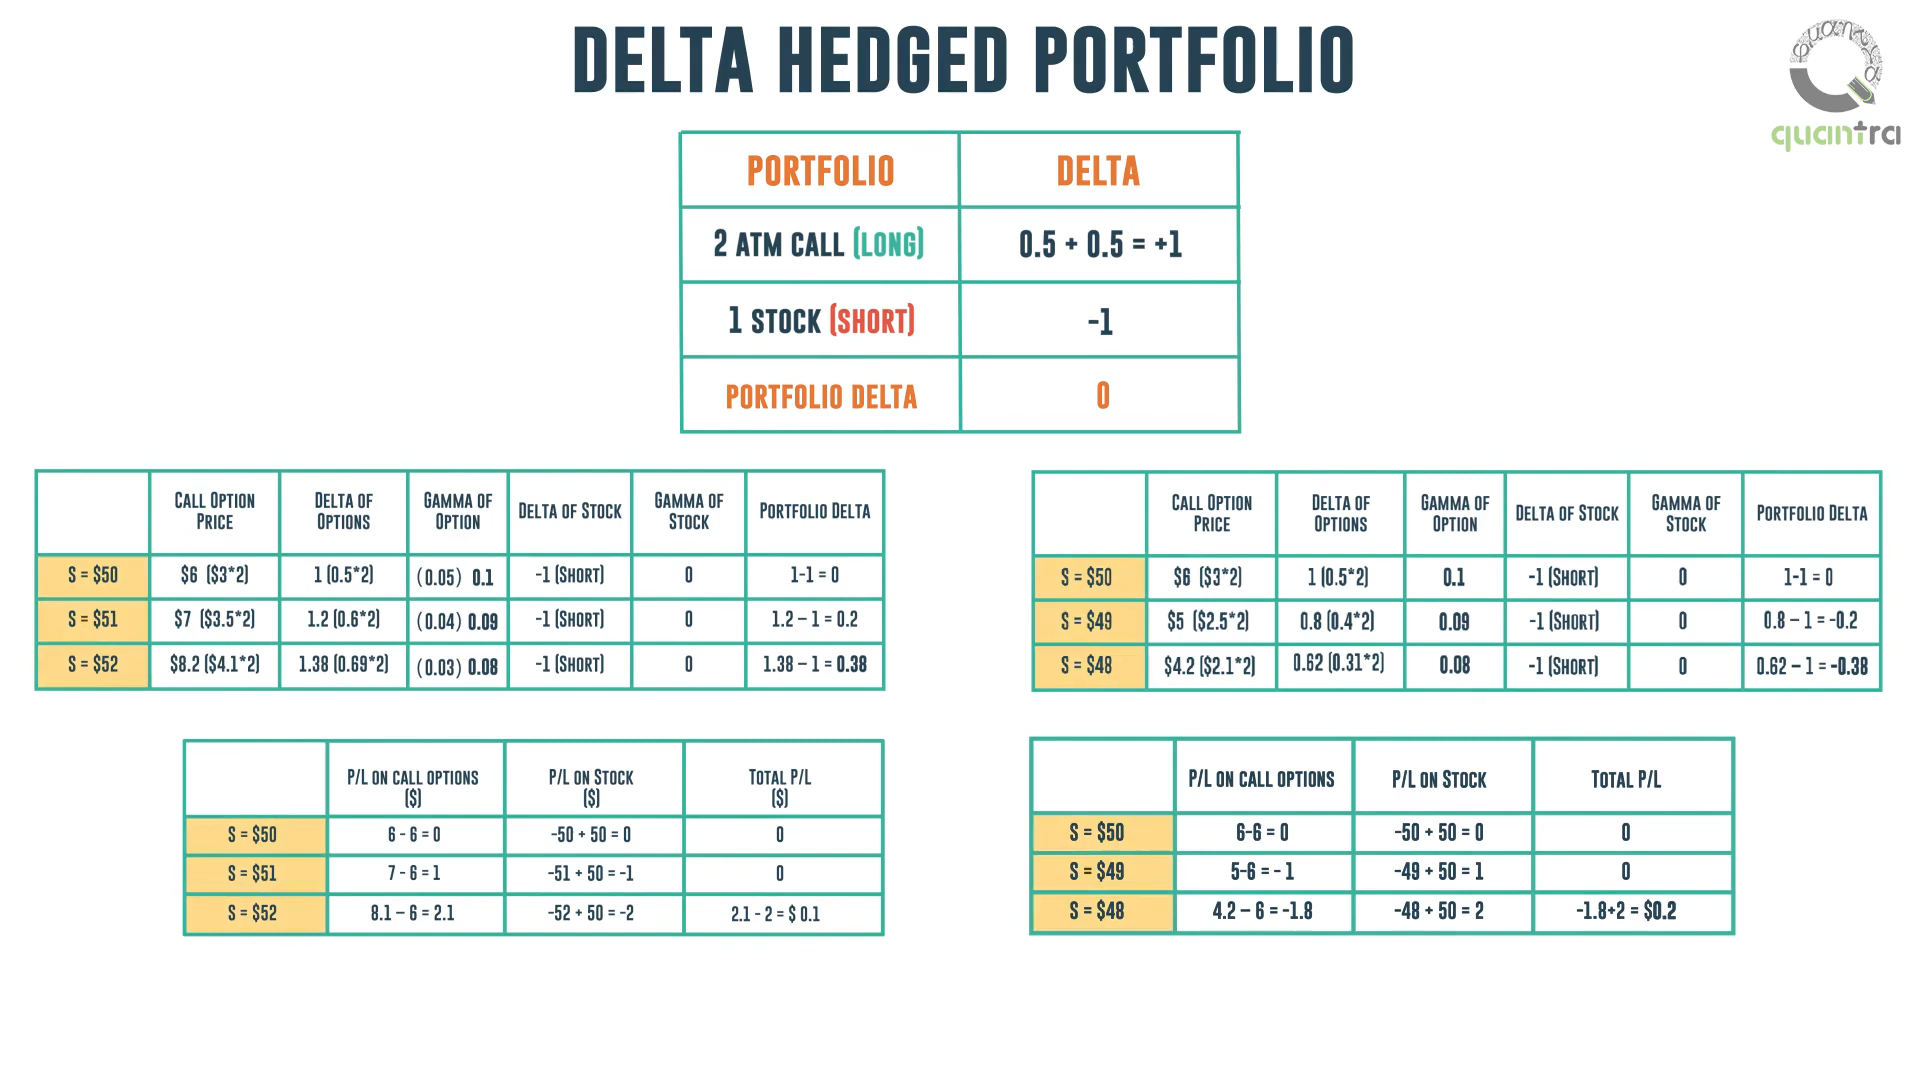 DELTA HEDGED PORTFOLIO
quantra
PORTFOLIO DELTA
2 ATM CALL (LONG) 0.5 + 0.5 = +1
1 STOCK (SHORT) -1
PORTFOLIO DELTA 0
CALL OPTION PRICE DELTA OF OPTIONS GAMMA OF OPTION DELTA OF STOCK GAMMA OF STOCK PORTFOLIO DELTA
S = $50 $6 ($3*2) 1 (0.5*2) (0.05) 0.1 -1 (SHORT) 0 1-1 = 0
S = $51 $7 ($3.5*2) 1.2 (0.6*2) (0.04) 0.09 -1 (SHORT) 0 1.2 – 1 = 0.2
S = $52 $8.2 ($4.1*2) 1.38 (0.69*2) (0.03) 0.08 -1 (SHORT) 0 1.38 – 1 = 0.38
CALL OPTION PRICE DELTA OF OPTIONS GAMMA OF OPTION DELTA OF STOCK GAMMA OF STOCK PORTFOLIO DELTA
S = $50 $6 ($3*2) 1 (0.5*2) 0.1 -1 (SHORT) 0 1-1 = 0
S = $49 $5 ($2.5*2) 0.8 (0.4*2) 0.09 -1 (SHORT) 0 0.8 – 1 = -0.2
S = $48 $4.2 ($2.1*2) 0.62 (0.31*2) 0.08 -1 (SHORT) 0 0.62 – 1 = -0.38
P/L ON CALL OPTIONS ($) P/L ON STOCK ($) TOTAL P/L ($)
S = $50 6 - 6 = 0 -50 + 50 = 0 0
S = $51 7 - 6 = 1 -51 + 50 = -1 0
S = $52 8.1 – 6 = 2.1 -52 + 50 = -2 2.1 - 2 = $ 0.1
P/L ON CALL OPTIONS P/L ON STOCK TOTAL P/L
S = $50 6-6 = 0 -50 + 50 = 0 0
S = $49 5-6 = - 1 -49 + 50 = 1 0
S = $48 4.2 – 6 = -1.8 -48 + 50 = 2 -1.8+2 = $0.2